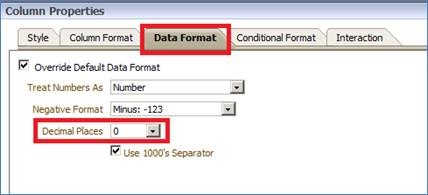 Column Properties
Style Column Format Data Format Conditional Format Interaction
Override Default Data Format
Treat Numbers As Number
Negative Format Minus: -123
Decimal Places 0
Use 1000's Separator